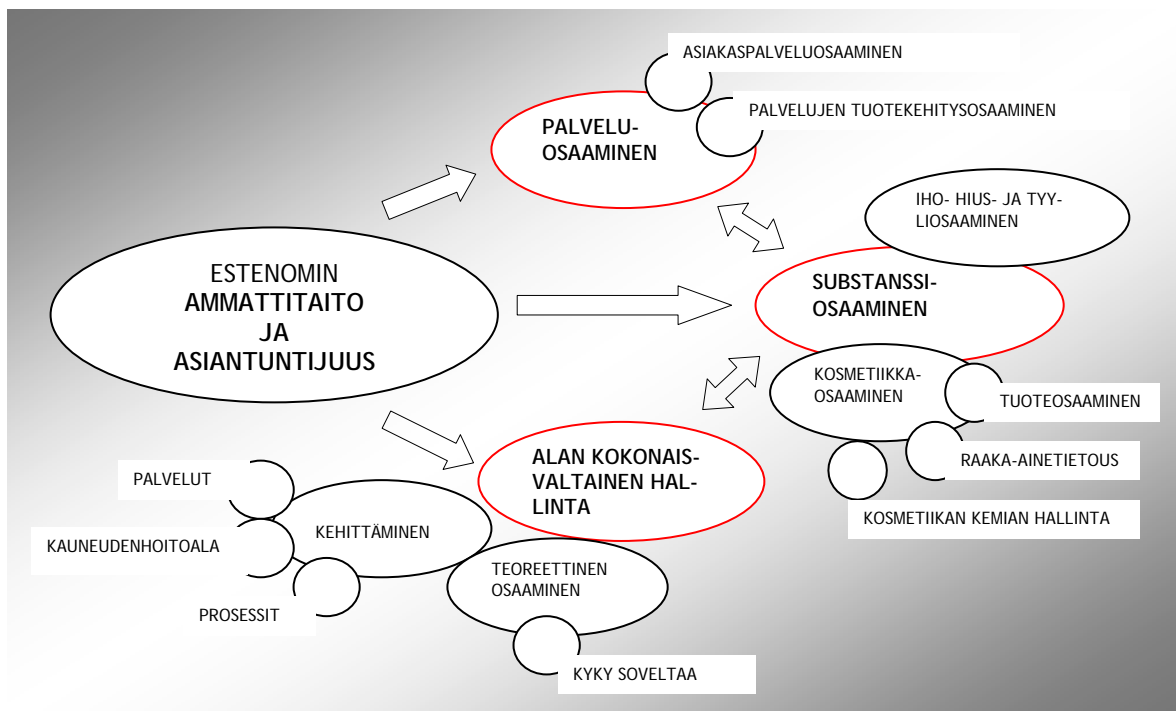 ASIAKASPALVELUOSAAMINEN
PALVELU-
OSAAMINEN
PALVELUJEN TUOTEKEHITYSOSAAMINEN
IHO- HIUS- JA TYY-
LIOSAAMINEN
ESTENOMIN
AMMATTITAITO
JA
ASIANTUNTIJUUS
SUBSTANSSI-
OSAAMINEN
KOSMETIIKKA-
OSAAMINEN
TUOTEOSAAMINEN
RAAKA-AINETIETOUS
KOSMETIIKAN KEMIAN HALLINTA
ALAN KOKONAIS-
VALTAINEN HAL-
LINTA
PALVELUT
KEHITTÄMINEN
KAUNEUDENHOITOALA
PROSESSIT
TEOREETTINEN
OSAAMINEN
KYKY SOVELTAA